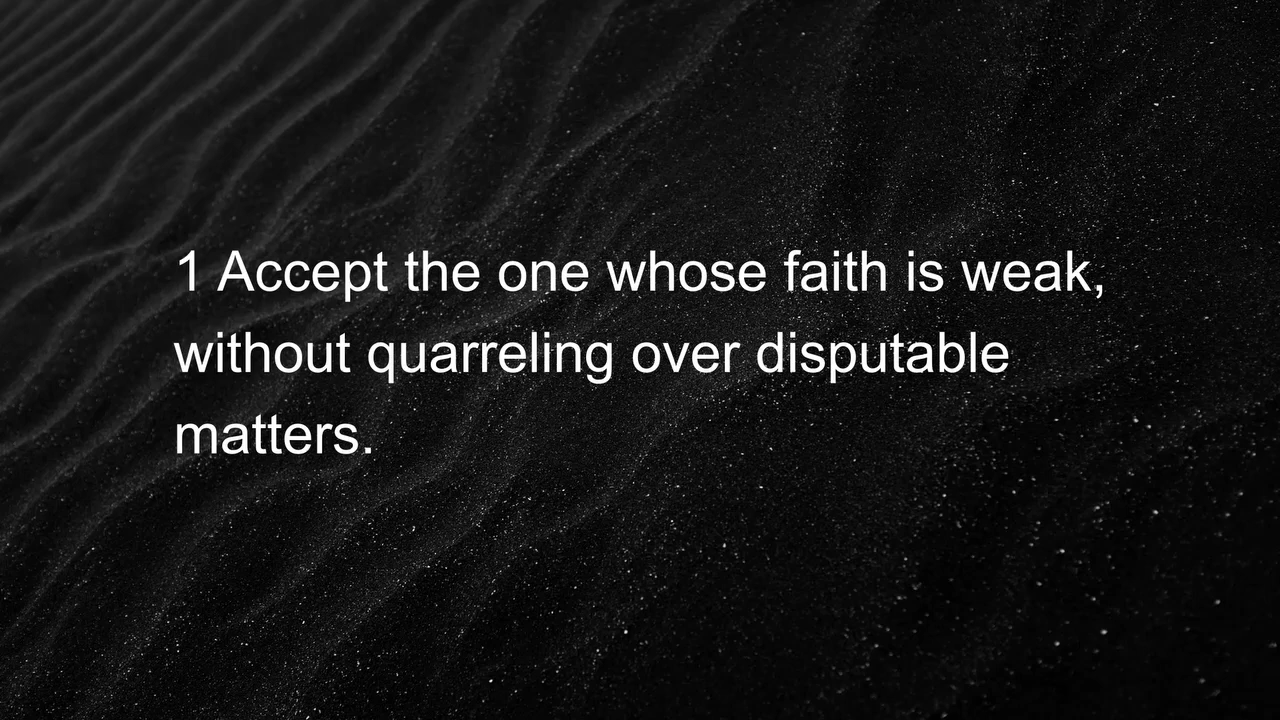 1 Accept the one whose faith is weak,
without quarreling over disputable
matters.